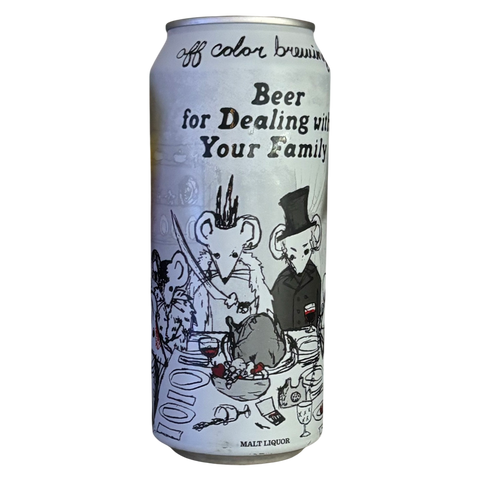 off color brewing
Beer
for Dealing with
Your Family
MALT LIQUOR